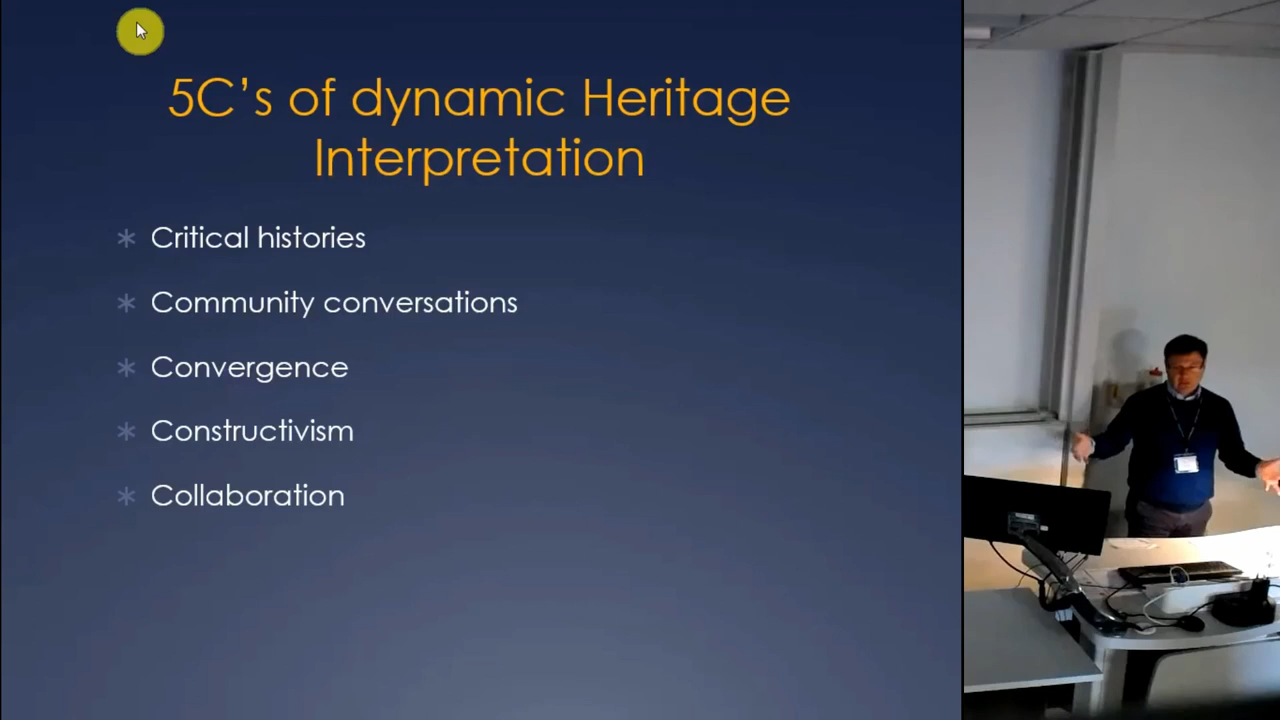 5C’s of dynamic Heritage
Interpretation
Critical histories
Community conversations
Convergence
Constructivism
Collaboration